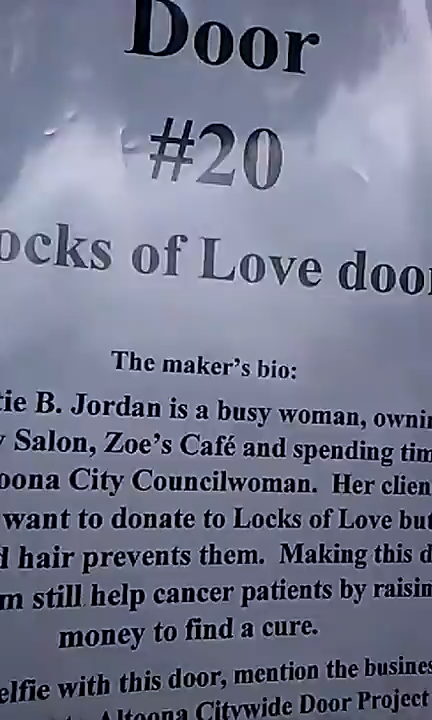 Door
#20
ocks of Love door
The maker's bio:
tie B. Jordan is a busy woman, ownin
y Salon, Zoe's Café and spending tim
oona City Councilwoman. Her clien
want to donate to Locks of Love but
d hair prevents them. Making this d
m still help cancer patients by raisin
money to find a cure.
elfie with this door, mention the busines
Altoona Citywide Door Project